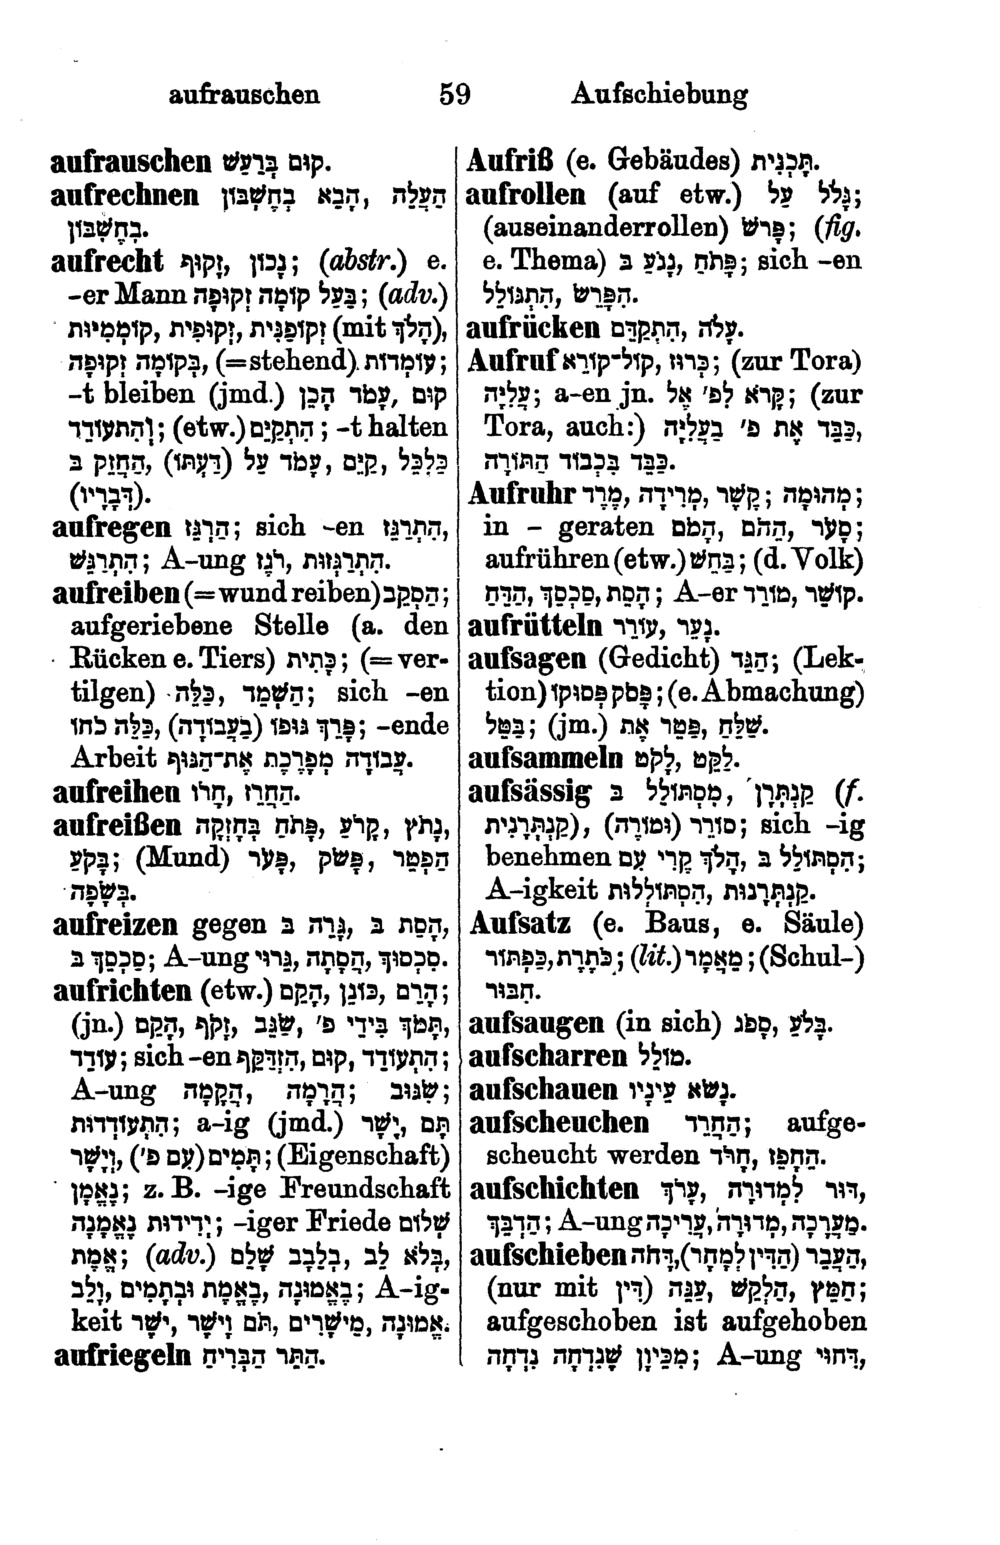 aufrauschen 59 Aufschiebung
aufrauschen קוּם בְּרַעַשׁ.
aufrechnen הַעֲלֵה, הָבֵא בְחֶשְׁבּוֹן
בְּחֶשְׁבּוֹן.
aufrecht זָקוּף, נָכוֹן; (abstr.) e.
-er Mann בַּעַל קוֹמָה זְקוּפָה; (adv.)
זְקוֹפַנִּית, זְקוּפִית, קוֹמְמִיּוּת (mit הָלֹךְ),
בְּקוֹמָה זְקוּפָה, (=stehend) עוֹמְדוֹת;
-t bleiben (jmd.) קוּם, עָמֹד הָכֵן
וְהִתְעוֹדֵד; (etw.) הִתְקַיֵּם; -t halten
כַּלְכֵּל, קַיֵּם, עָמֹד עַל (דַּעְתּוֹ), הַחֲזֵק ב
(דְּבָרָיו).
aufregen הַרְגֵּז; sich -en הִתְרַגֵּז,
הִתְרַגֵּשׁ; A-ung הִתְרַגְּזוּת, רֹגֶז.
aufreiben (=wund reiben) הַסְקֵב;
aufgeriebene Stelle (a. den
Rücken e. Tiers) כָּתִית; (=ver-
tilgen) כַּלֵּה, הַשְׁמֵד; sich -en
פָּרֵךְ גּוּפוֹ (בַּעֲבוֹדָה), כַּלֵּה כֹחוֹ; -ende
Arbeit עֲבוֹדָה מְפָרֶכֶת אֶת־הַגּוּף.
aufreihen הַחֲרֵז, חָרֹז.
aufreißen נָתֹץ, קָרֹעַ, פָּתֹחַ בְּחָזְקָה,
בָּקֹעַ; (Mund) פָּעֹר, פָּשֹׂק, הַפְטֵר
בְּשָׂפָה.
aufreizen gegen הָסֵת ב, גָּרֵה ב,
סַכְסֵךְ ב; A-ung סִכְסוּךְ, הֲסָתָה, גֵּרוּי.
aufrichten (etw.) הָרֵם, כּוֹנֵן, הָקֵם;
(jn.) תָּמֹךְ בִּידֵי פ', שַׂגֵּב, זָקֹף, הָקֵם,
עוֹדֵד; sich -en הִתְעוֹדֵד, קוּם, הִזְדַּקֵּף;
A-ung הֲרָמָה, הֲקָמָה; שִׂגּוּב;
הִתְעוֹדְדוּת; a-ig (jmd.) תָּם, יָשָׁר
וְיָשָׁר, (עִם פ') תָּמִים; (Eigenschaft)
נֶאֱמָן; z. B. -ige Freundschaft
יְדִידוּת נֶאֱמָנָה; -iger Friede שָׁלוֹם
אֱמֶת; (adv.) בְּלֹא לֵב, בְּלֵבָב שָׁלֵם
בֶּאֱמוּנָה, בֶּאֱמֶת וּבְתָמִים, וָלֵב; A-ig-
keit אֱמוּנָה, מֵישָׁרִים, תֹּם וָיֹשֶׁר, יֹשֶׁר.
aufriegeln הַתֵּר הַבְּרִיחַ.
Aufriß (e. Gebäudes) תָּכְנִית.
aufrollen (auf etw.) גָּלֹל עַל;
(auseinanderrollen) פָּרֹשׂ; (fig.
e. Thema) פָּתֹחַ, נָגֹעַ ב; sich -en
הִפָּרֵשׂ, הִתְגּוֹלֵל.
aufrücken עָלֹה, הִתְקַדֵּם.
Aufruf כְּרוּז, קוֹל־קוֹרֵא; (zur Tora)
עֲלִיָּה; a-en jn. קָרֹא לְפ' אֶל; (zur
Tora, auch:) כַּבֵּד אֶת פ' בַּעֲלִיָּה,
כַּבֵּד בִּכְבוֹד הַתּוֹרָה.
Aufruhr מְהוּמָה; קֶשֶׁר, מְרִידָה, מֶרֶד;
in – geraten סָעֹר, הָהֹם, הָמֹם;
aufrühren (etw.) בָּחֹשׁ; (d. Volk)
הָסֵת, סַכְסֵךְ, הַדֵּחַ; A-er קוֹשֵׁר, מוֹרֵד.
aufrütteln נָעֵר, עוֹרֵר.
aufsagen (Gedicht) הַגֵּד; (Lek-
tion) פָּסֹק פְּסוּקוֹ; (e. Abmachung)
בַּטֵּל; (jm.) שַׁלֵּחַ, פַּטֵּר אֶת.
aufsammeln לַקֵּט, לָקֹט.
aufsässig קַנְתְּרָן, מִסְתּוֹלֵל ב (f.
קַנְתְּרָנִית), סוֹרֵר (וּמוֹרֶה); sich -ig
benehmen הִסְתּוֹלֵל ב, הָלֹךְ קֶרִי עִם;
A-igkeit קַנְתְּרָנוּת, הִסְתּוֹלְלוּת.
Aufsatz (e. Baus, e. Säule)
כֹּתֶרֶת, כַּפְתּוֹר; (lit.) מַאֲמָר; (Schul-)
חִבּוּר.
aufsaugen (in sich) בָּלֹעַ, סָפֹג.
aufscharren מוֹלֵל.
aufschauen נָשֹׂא עֵינָיו.
aufscheuchen הַחֲרֵד; aufge-
scheucht werden הֵחָפֵז, חָרֹד.
aufschichten דּוּר לִמְדוּרָה, עָרֹךְ,
הַדְבֵּךְ; A-ung מַעֲרָכָה, מְדוּרָה, עֲרִיכָה.
aufschieben הַעֲבֵר (הַדִּין לְמָחָר), דָּחֹה,
(nur mit דִּין) חַמֵּץ, הַלְקֵשׁ, עַנֵּה;
aufgeschoben ist aufgehoben
מִכֵּיוָן שֶׁנִּדְחָה נִדְחָה; A-ung דִּחוּי,